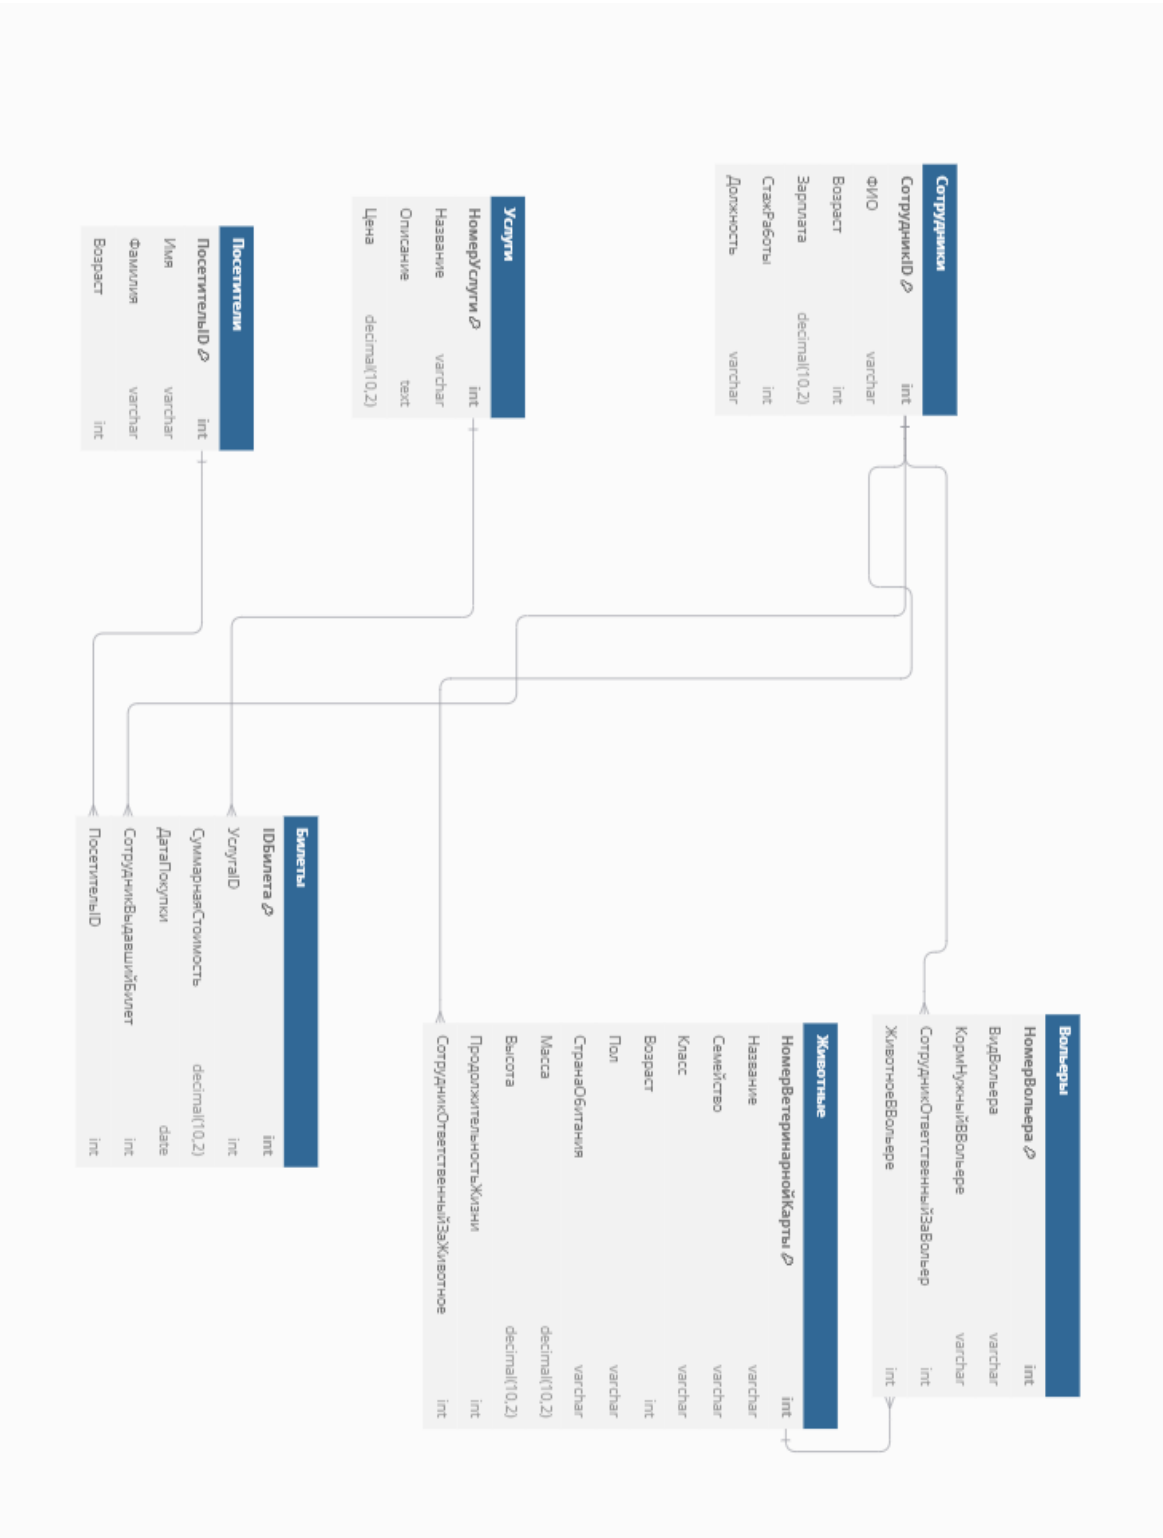 Сотрудники
СотрудникID int
ФИО varchar
Возраст int
Зарплата decimal(10,2)
СтажРаботы int
Должность varchar
Услуги
НомерУслуги int
Название varchar
Описание text
Цена decimal(10,2)
Посетители
ПосетительID int
Имя varchar
Фамилия varchar
Возраст int
Вольеры
НомерВольера int
ВидВольера varchar
КормНужныйВВольере varchar
СотрудникОтветственныйЗаВольер int
ЖивотноеВВольере int
Животные
НомерВетеринарнойКарты int
Название varchar
Семейство varchar
Класс varchar
Возраст int
Пол varchar
СтранаОбитания varchar
Масса decimal(10,2)
Высота decimal(10,2)
ПродолжительностьЖизни int
СотрудникОтветственныйЗаЖивотное int
Билеты
IDБилета int
УслугаID int
СуммарнаяСтоимость decimal(10,2)
ДатаПокупки date
СотрудникВыдавшийБилет int
ПосетительID int